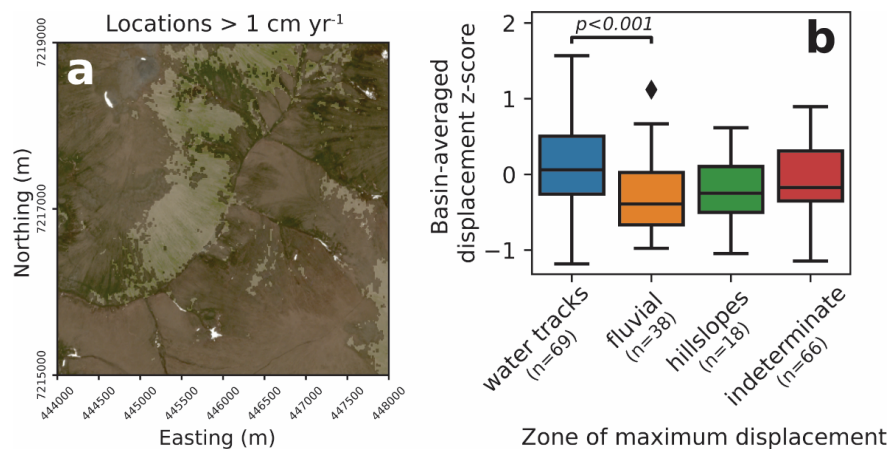 Locations > 1 cm yr-1
a
Northing (m)
7219000
7217000
7215000
444000
444500
445000
445500
446000
446500
447000
447500
448000
Easting (m)
b
p<0.001
Basin-averaged
displacement z-score
2
1
0
−1
water tracks
(n=69)
fluvial
(n=38)
hillslopes
(n=18)
indeterminate
(n=66)
Zone of maximum displacement